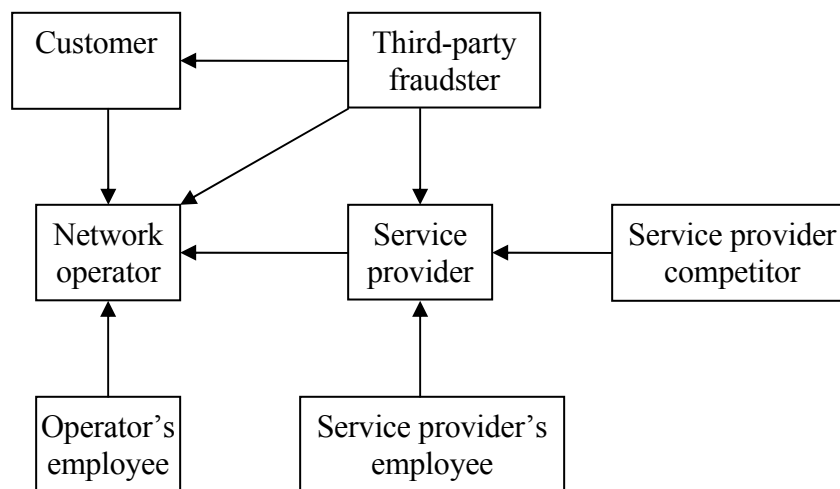 Customer
Third-party
fraudster
Network
operator
Service
provider
Service provider
competitor
Operator’s
employee
Service provider’s
employee